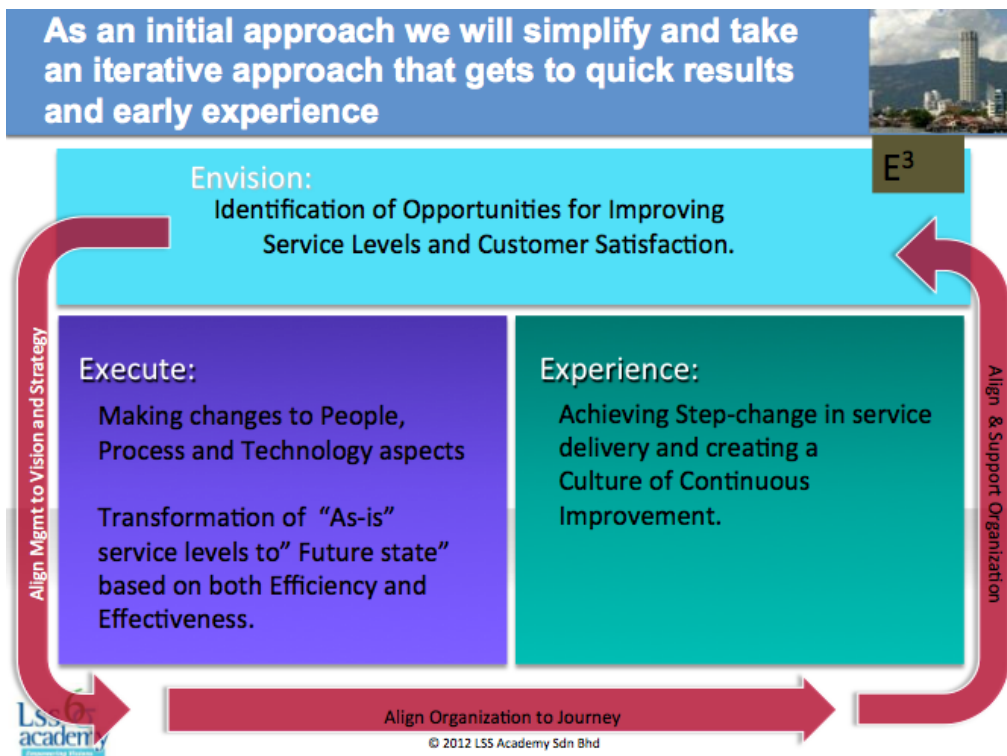 As an initial approach we will simplify and take
an iterative approach that gets to quick results
and early experience
E³
Envision:
Identification of Opportunities for Improving
Service Levels and Customer Satisfaction.
Align Mgmt to Vision and Strategy
Execute:
Making changes to People,
Process and Technology aspects
Transformation of “As-is”
service levels to” Future state”
based on both Efficiency and
Effectiveness.
Experience:
Achieving Step-change in service
delivery and creating a
Culture of Continuous
Improvement.
Align & Support Organization
Align Organization to Journey
Lss 6σ
academy
© 2012 LSS Academy Sdn Bhd